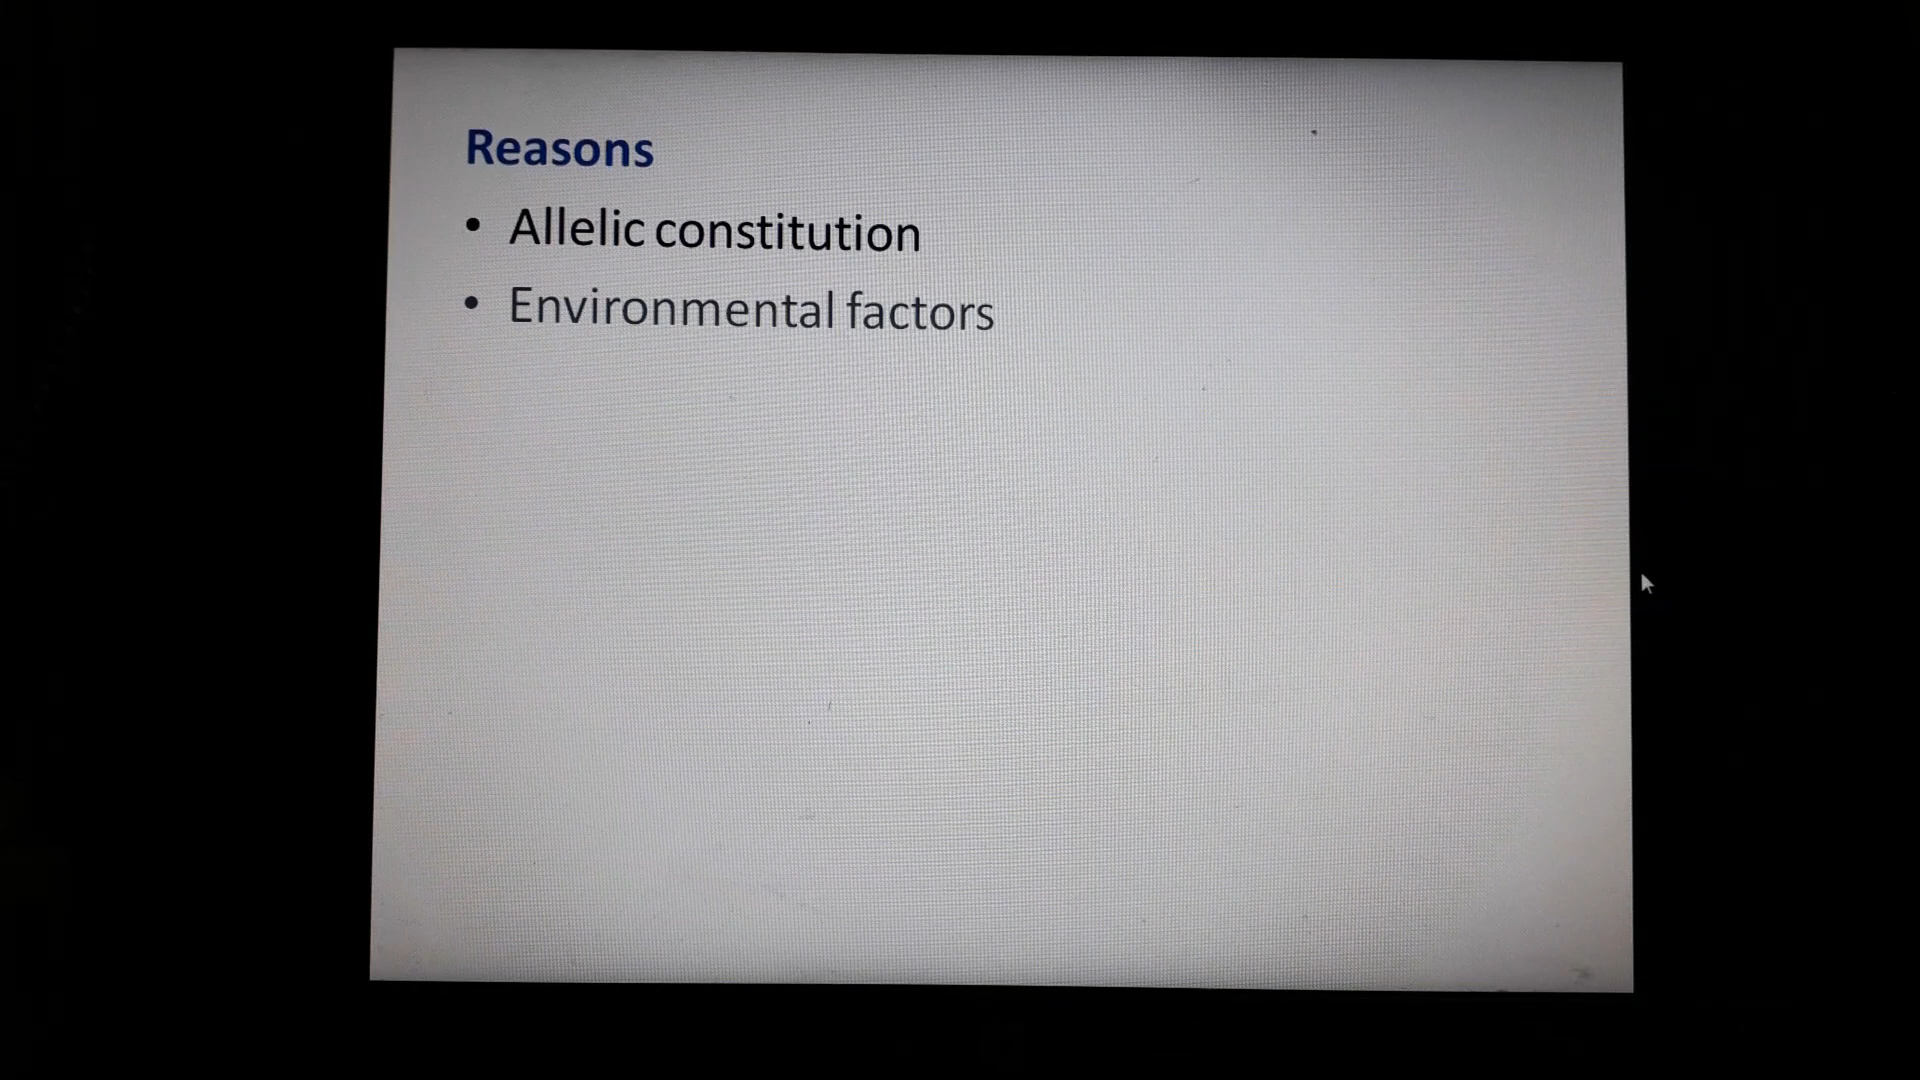 Reasons
• Allelic constitution
• Environmental factors